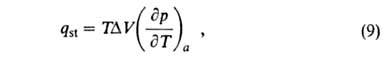 q_st = TΔV(∂p/∂T)_a , (9)